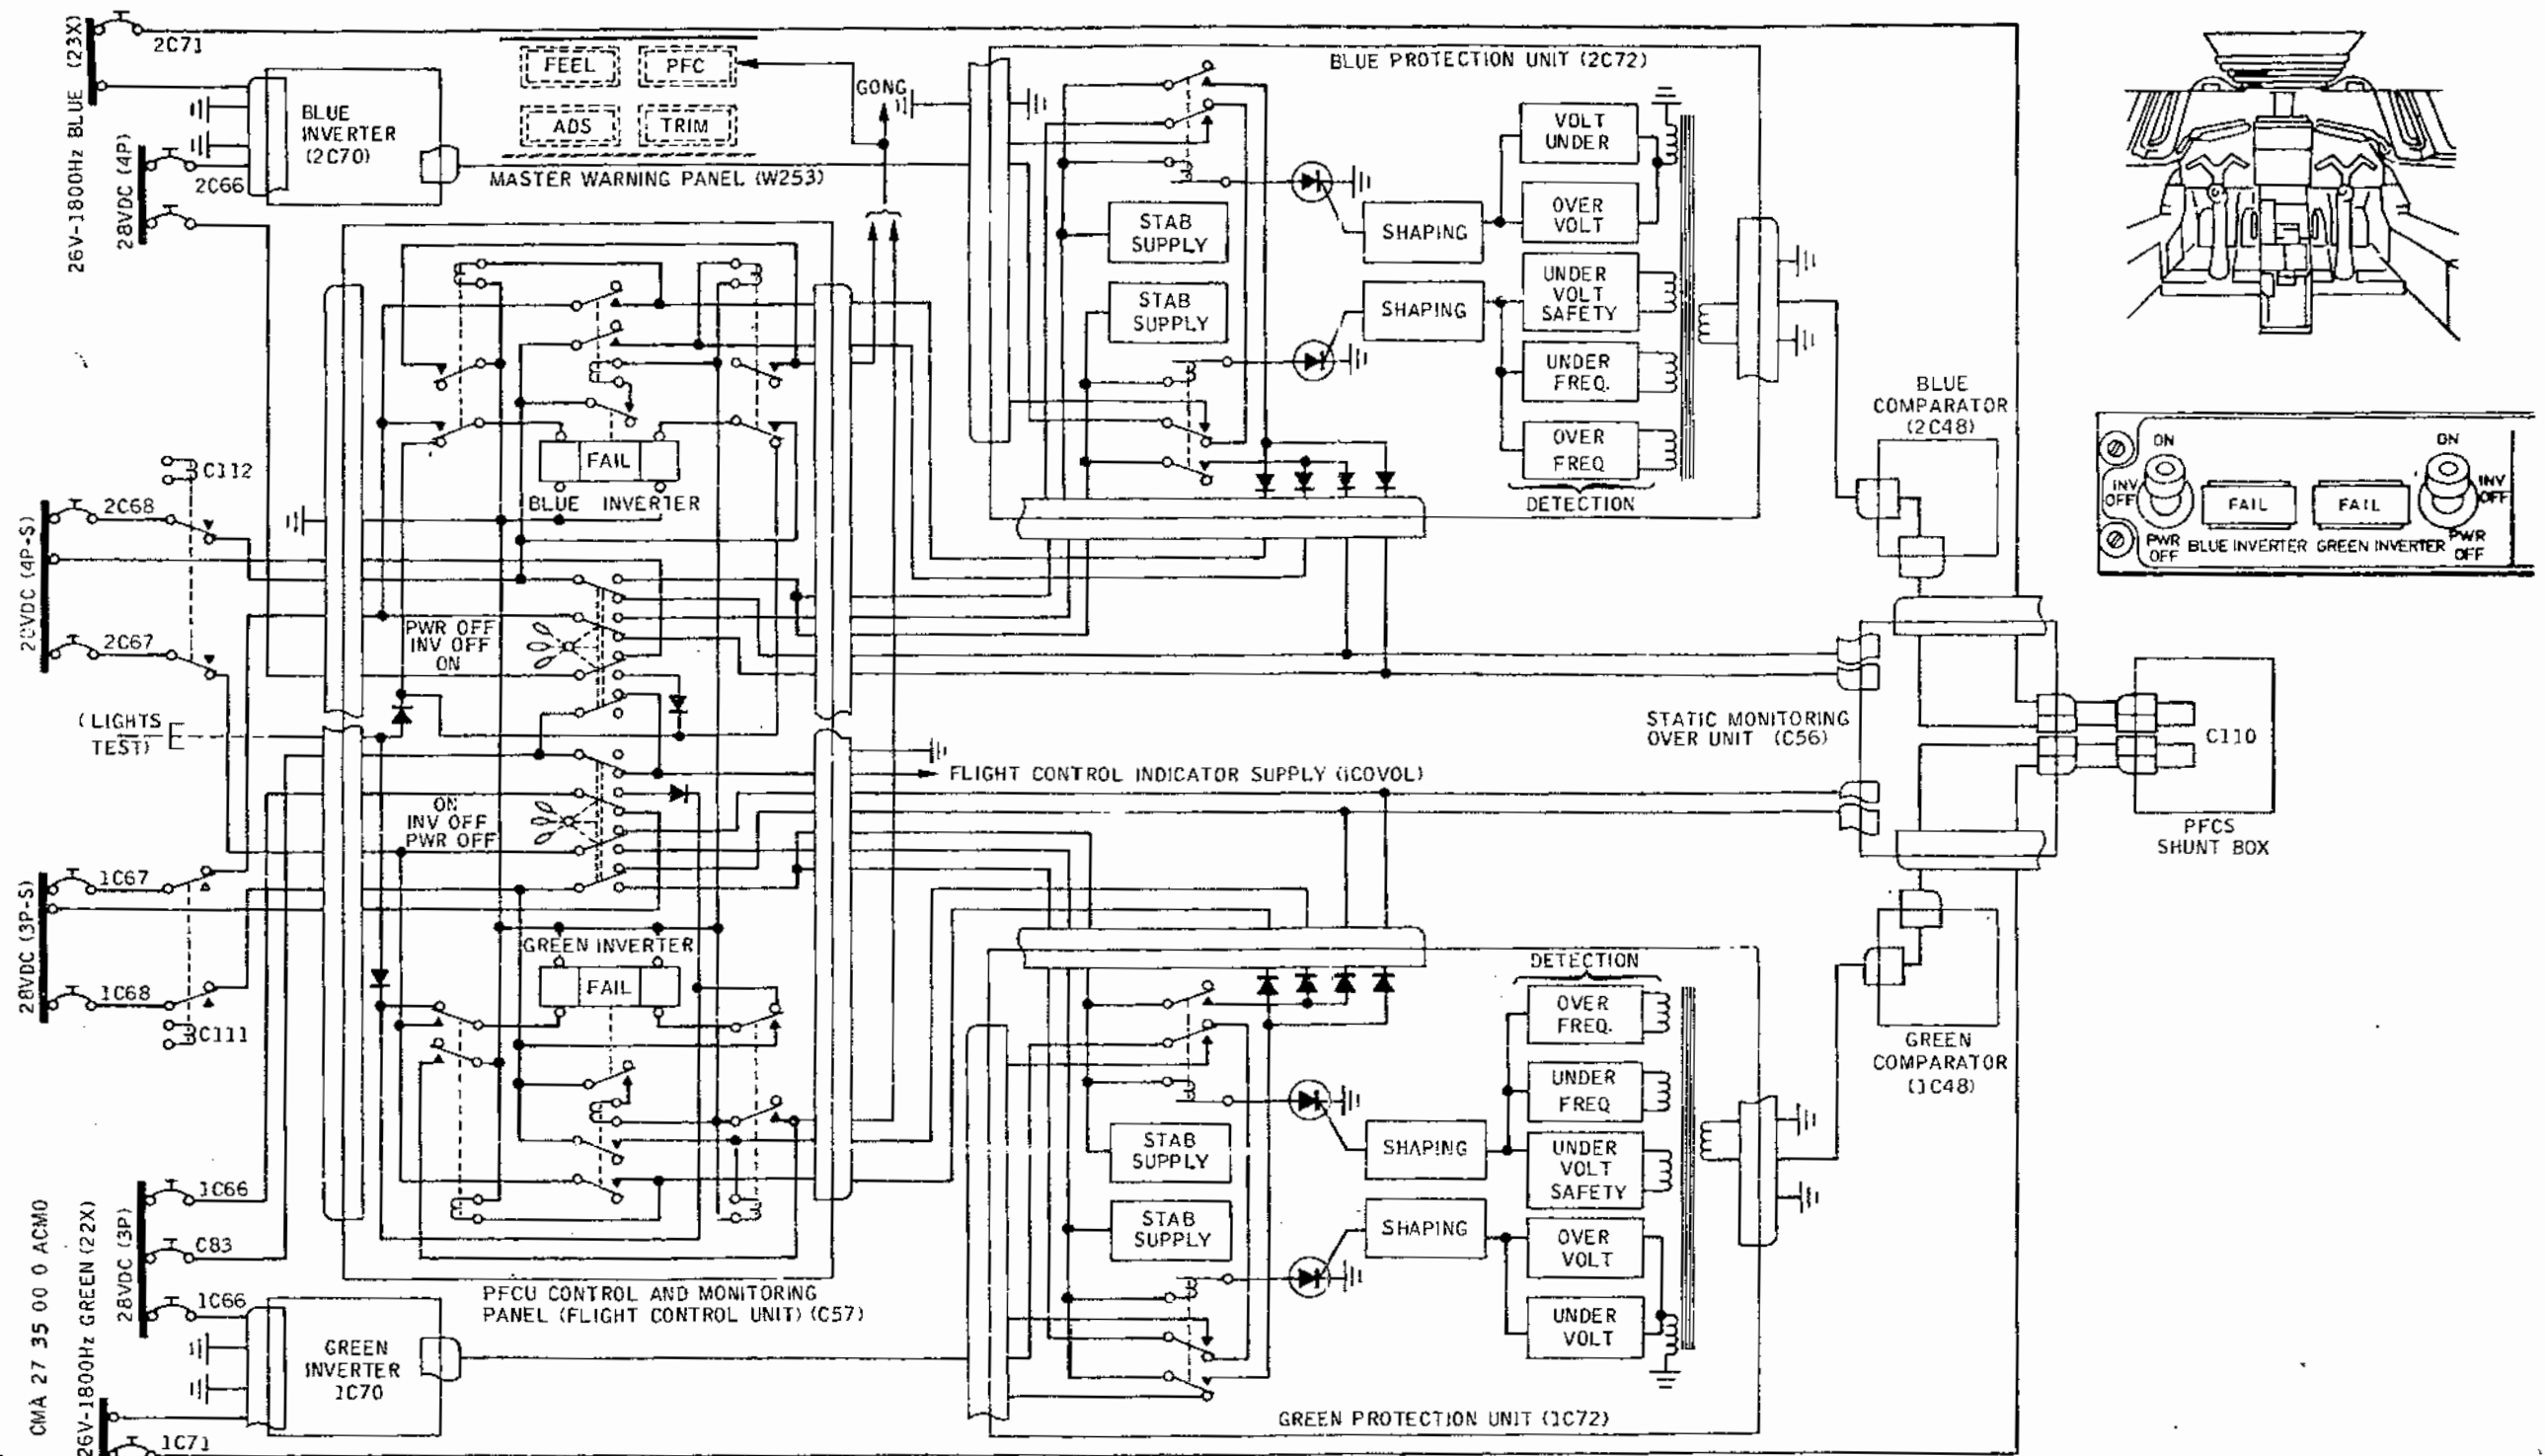 26V-1800Hz BLUE (23X)
2C71
28VDC (4P)
2C66
BLUE
INVERTER
(2C70)
FEEL
PFC
ADS
TRIM
MASTER WARNING PANEL (W253)
GONG
BLUE PROTECTION UNIT (2C72)
STAB
SUPPLY
STAB
SUPPLY
SHAPING
SHAPING
VOLT
UNDER
OVER
VOLT
UNDER
VOLT
SAFETY
UNDER
FREQ.
OVER
FREQ
DETECTION
BLUE
COMPARATOR
(2C48)
ON
INV
OFF
PWR
OFF
FAIL
BLUE INVERTER
FAIL
GREEN INVERTER
ON
INV
OFF
PWR
OFF
FAIL
BLUE INVERTER
C112
2C68
28VDC (4P-S)
2C67
PWR OFF
INV OFF
ON
(LIGHTS
TEST)
STATIC MONITORING
OVER UNIT (C56)
C110
PFCS
SHUNT BOX
FLIGHT CONTROL INDICATOR SUPPLY (iCOVOL)
ON
INV OFF
PWR OFF
1C67
28VDC (3P-S)
1C68
C111
GREEN INVERTER
FAIL
DETECTION
OVER
FREQ.
UNDER
FREQ
UNDER
VOLT
SAFETY
OVER
VOLT
UNDER
VOLT
SHAPING
SHAPING
STAB
SUPPLY
STAB
SUPPLY
GREEN
COMPARATOR
(1C48)
1C66
C83
1C66
28VDC (3P)
PFCU CONTROL AND MONITORING
PANEL (FLIGHT CONTROL UNIT) (C57)
GREEN
INVERTER
1C70
GREEN PROTECTION UNIT (1C72)
26V-1800Hz GREEN (22X)
1C71
CMA 27 35 00 0 ACM0